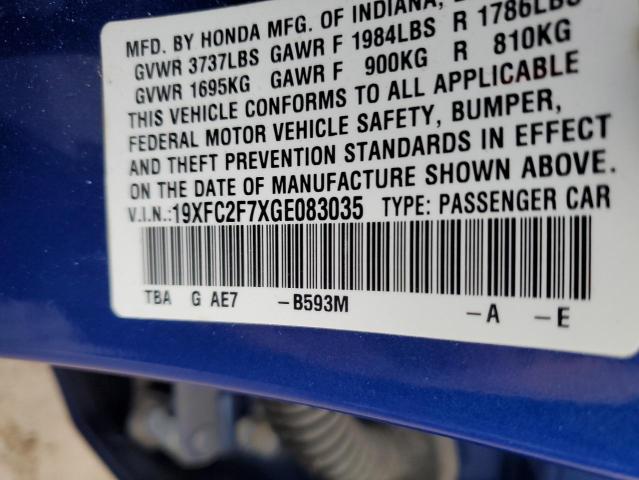 MFD. BY HONDA MFG. OF INDIANA,
GVWR 3737LBS GAWR F 1984LBS R 1786LBS
GVWR 1695KG GAWR F 900KG R 810KG
THIS VEHICLE CONFORMS TO ALL APPLICABLE
FEDERAL MOTOR VEHICLE SAFETY, BUMPER,
AND THEFT PREVENTION STANDARDS IN EFFECT
ON THE DATE OF MANUFACTURE SHOWN ABOVE.
V.I.N.:19XFC2F7XGE083035 TYPE: PASSENGER CAR
TBA G AE7 -B593M -A -E